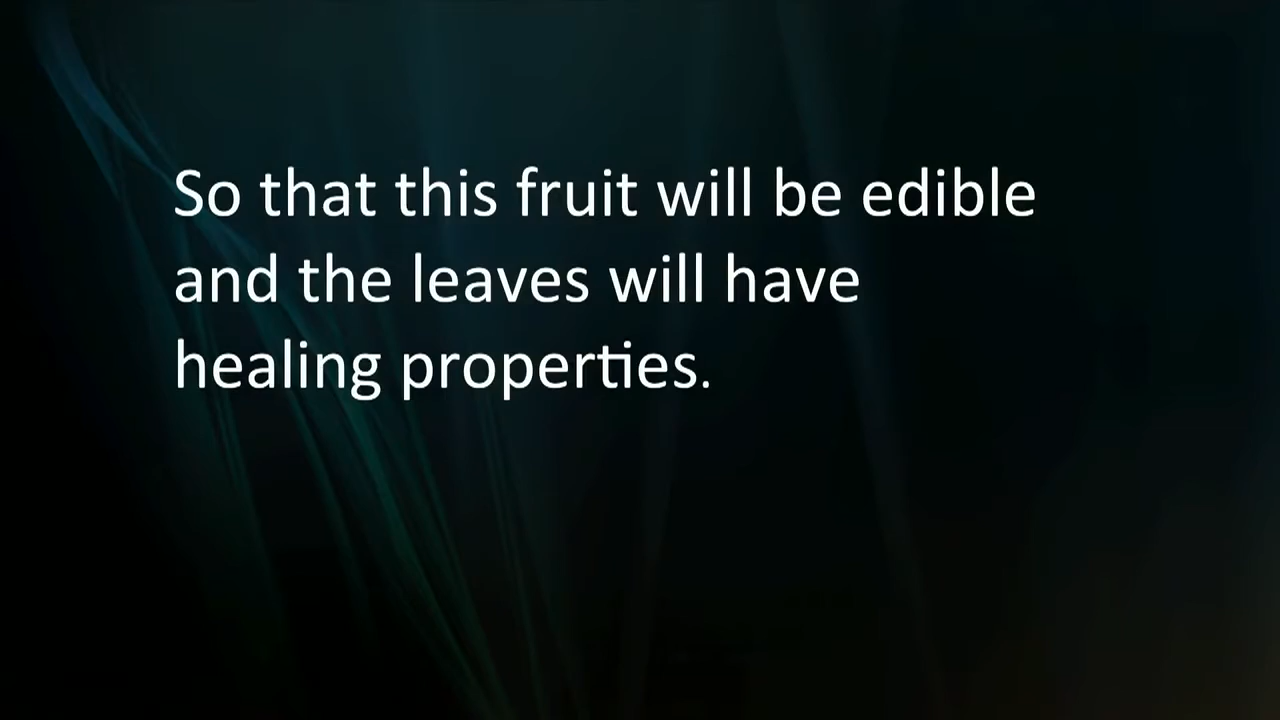 So that this fruit will be edible
and the leaves will have
healing properties.